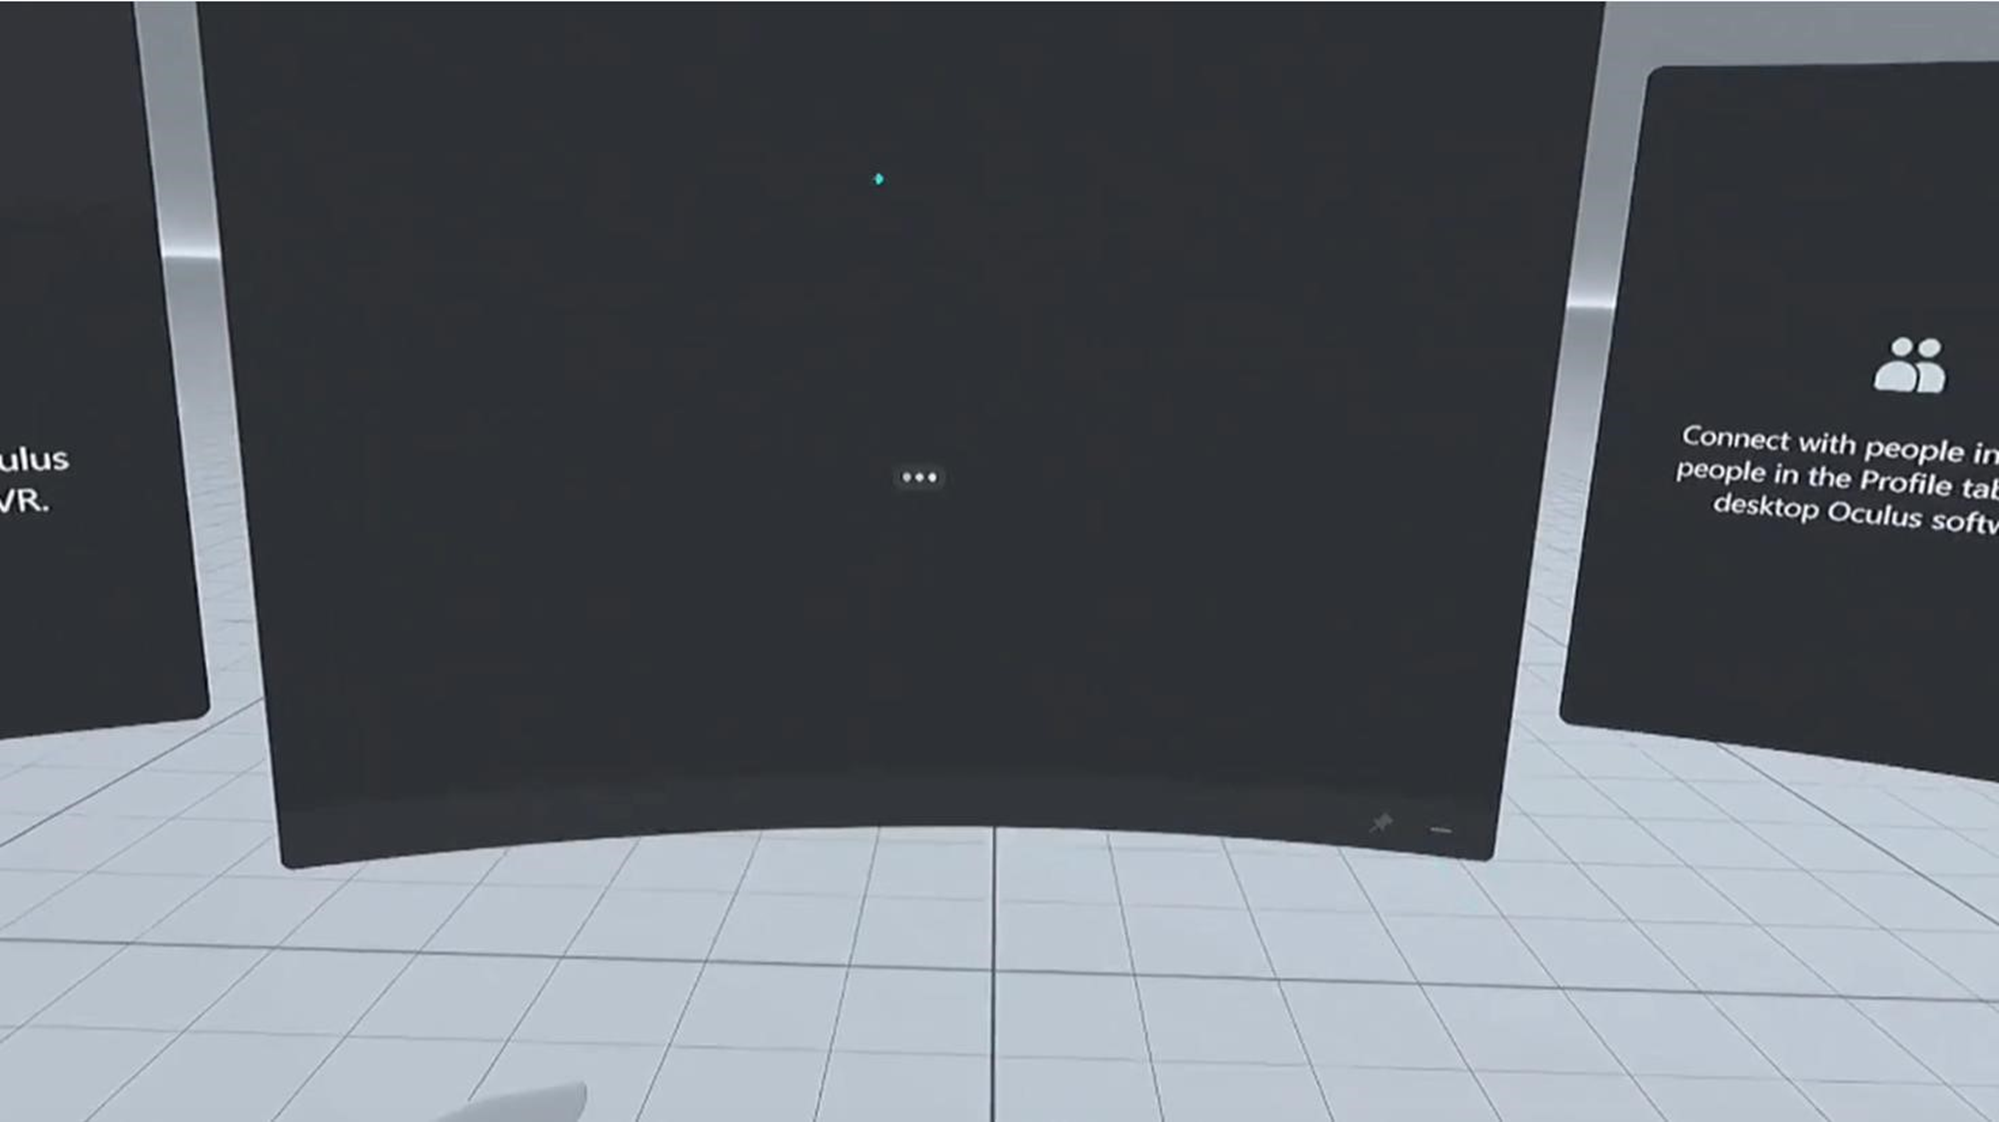 ulus
VR.
Connect with people in
people in the Profile tab
desktop Oculus softw